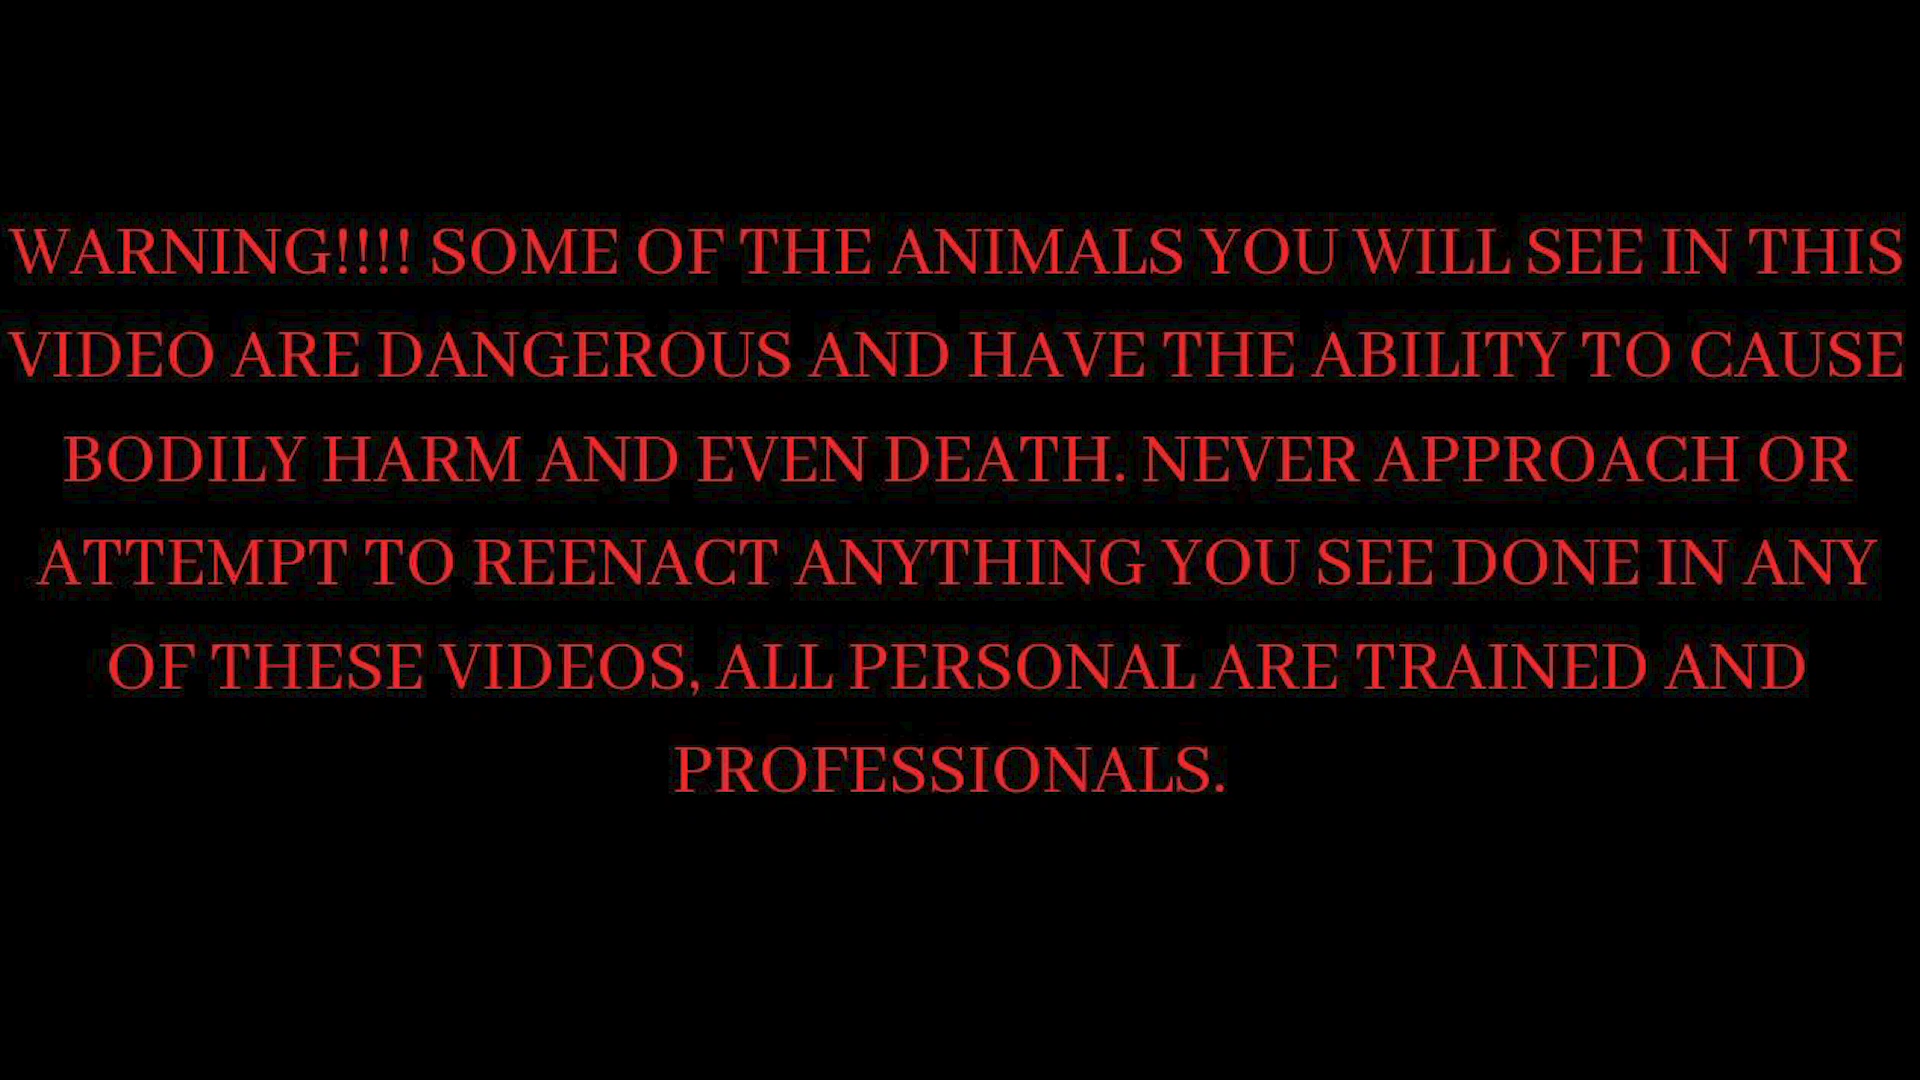 WARNING!!!! SOME OF THE ANIMALS YOU WILL SEE IN THIS
VIDEO ARE DANGEROUS AND HAVE THE ABILITY TO CAUSE
BODILY HARM AND EVEN DEATH. NEVER APPROACH OR
ATTEMPT TO REENACT ANYTHING YOU SEE DONE IN ANY
OF THESE VIDEOS, ALL PERSONAL ARE TRAINED AND
PROFESSIONALS.